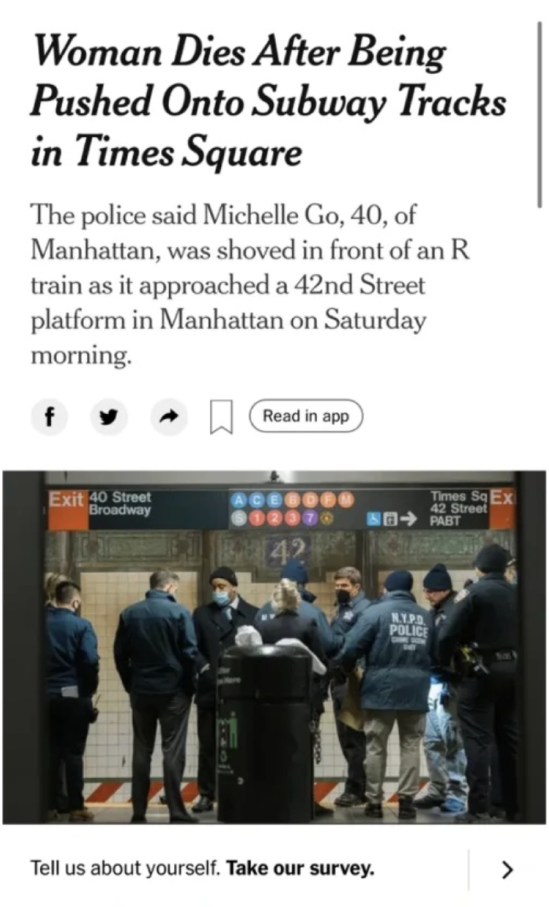 Woman Dies After Being
Pushed Onto Subway Tracks
in Times Square
The police said Michelle Go, 40, of
Manhattan, was shoved in front of an R
train as it approached a 42nd Street
platform in Manhattan on Saturday
morning.
Read in app
Exit 40 Street
Broadway
A C E B D F M
S 1 2 3 7
Times Sq Ex
42 Street
PABT
42
N.Y.P.D.
POLICE
CRIME SCENE
UNIT
Tell us about yourself. Take our survey.